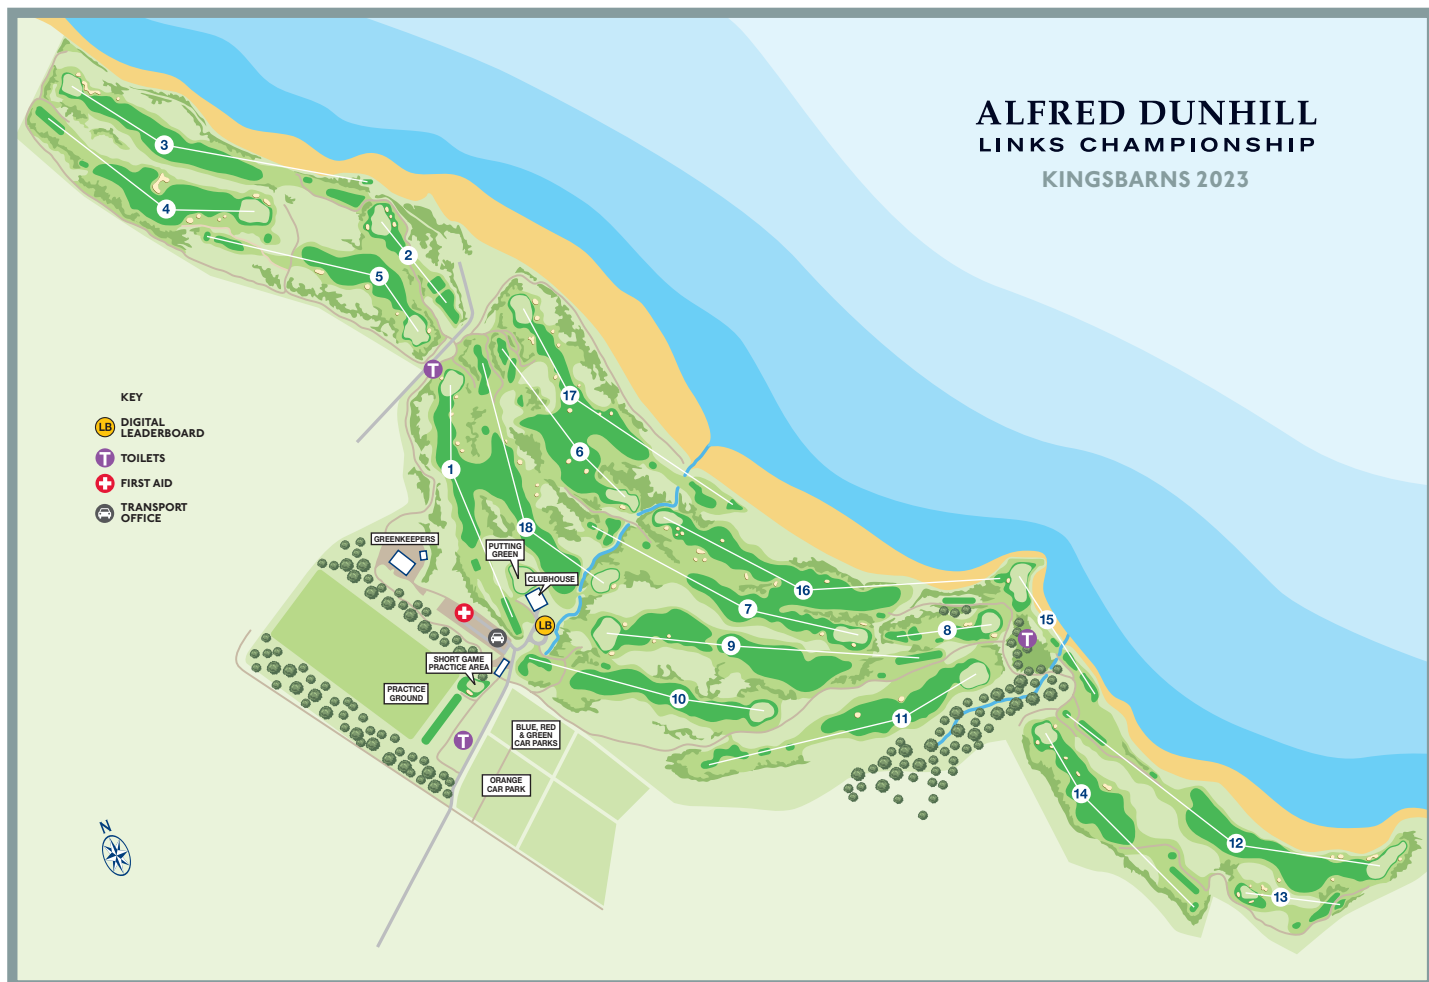 ALFRED DUNHILL
LINKS CHAMPIONSHIP
KINGSBARNS 2023
3
4
2
5
T
17
6
1
18
KEY
LB
DIGITAL
LEADERBOARD
T
TOILETS
FIRST AID
TRANSPORT
OFFICE
GREENKEEPERS
PUTTING
GREEN
CLUBHOUSE
LB
16
7
8
15
T
9
SHORT GAME
PRACTICE AREA
PRACTICE
GROUND
10
11
T
BLUE, RED
& GREEN
CAR PARKS
ORANGE
CAR PARK
14
12
13
N